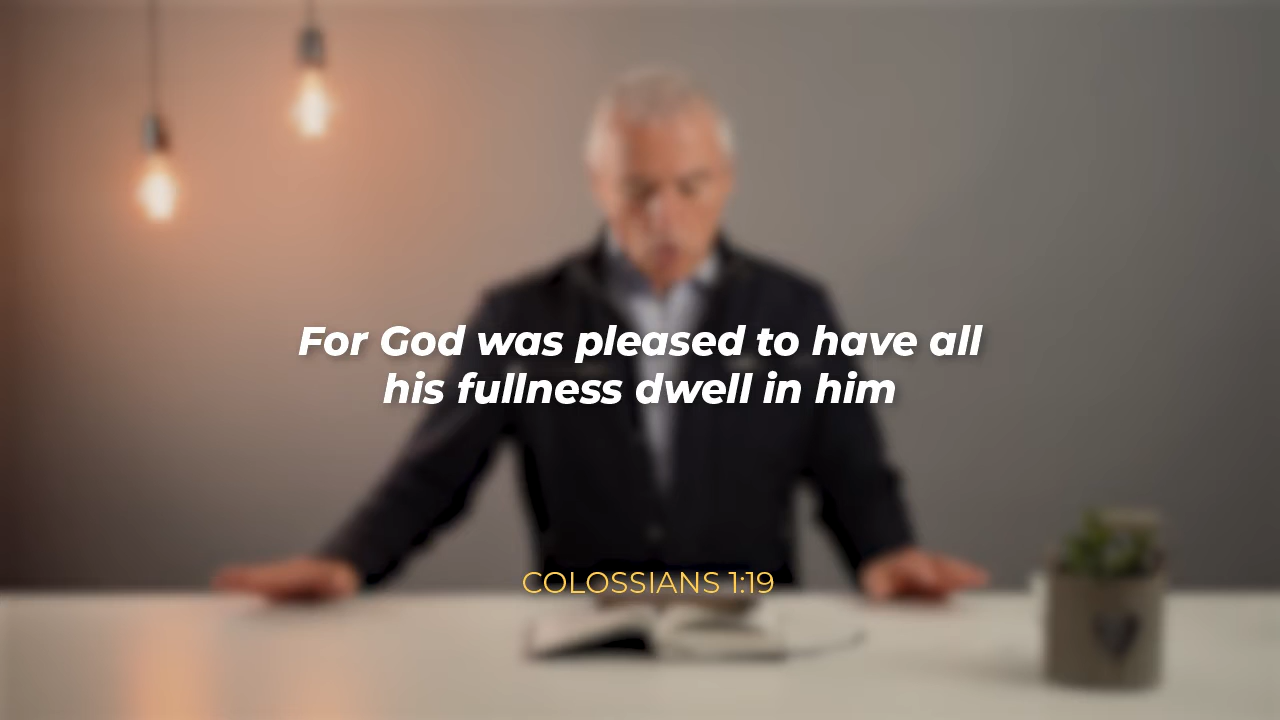 For God was pleased to have all
his fullness dwell in him
COLOSSIANS 1:19